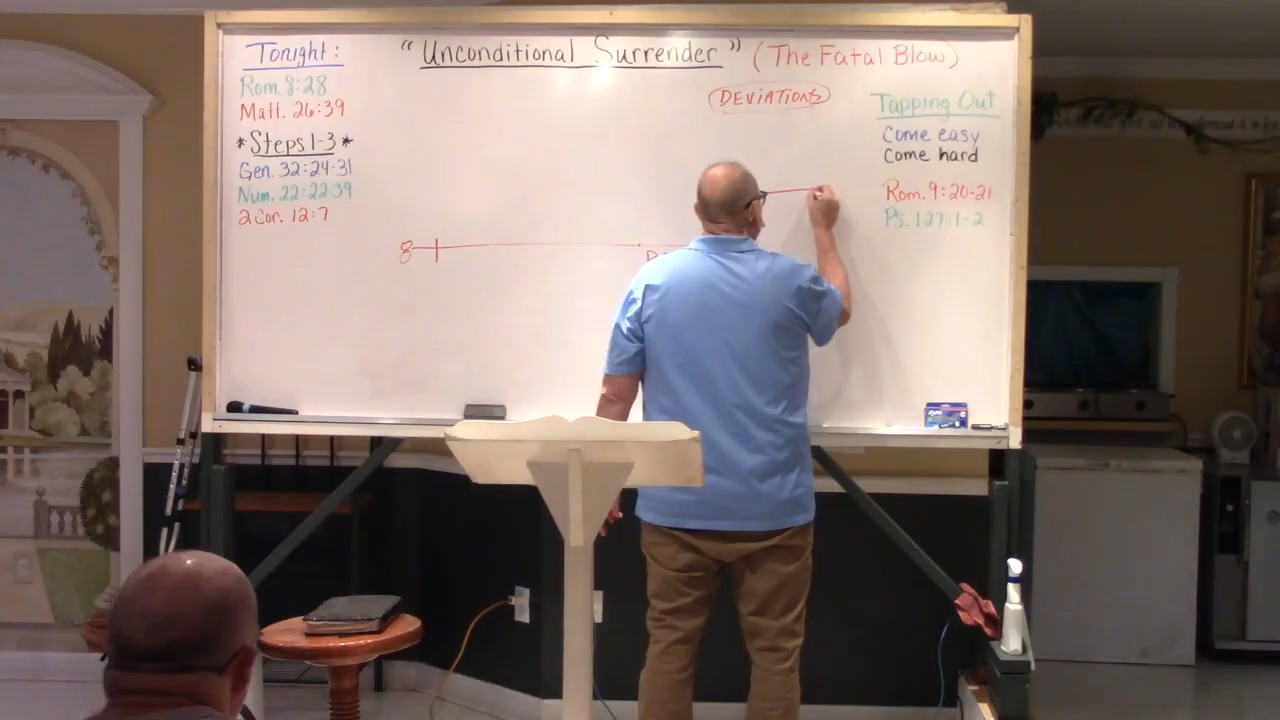 Tonight:
Rom. 8:28
Matt. 26:39
*Steps 1-3*
Gen. 32:24-31
Num. 22:22-39
2 Cor. 12:7
"Unconditional Surrender" (The Fatal Blow)
DEVIATIONS
Tapping Out
Come easy
Come hard
Rom. 9:20-21
Ps. 127:1-2
8